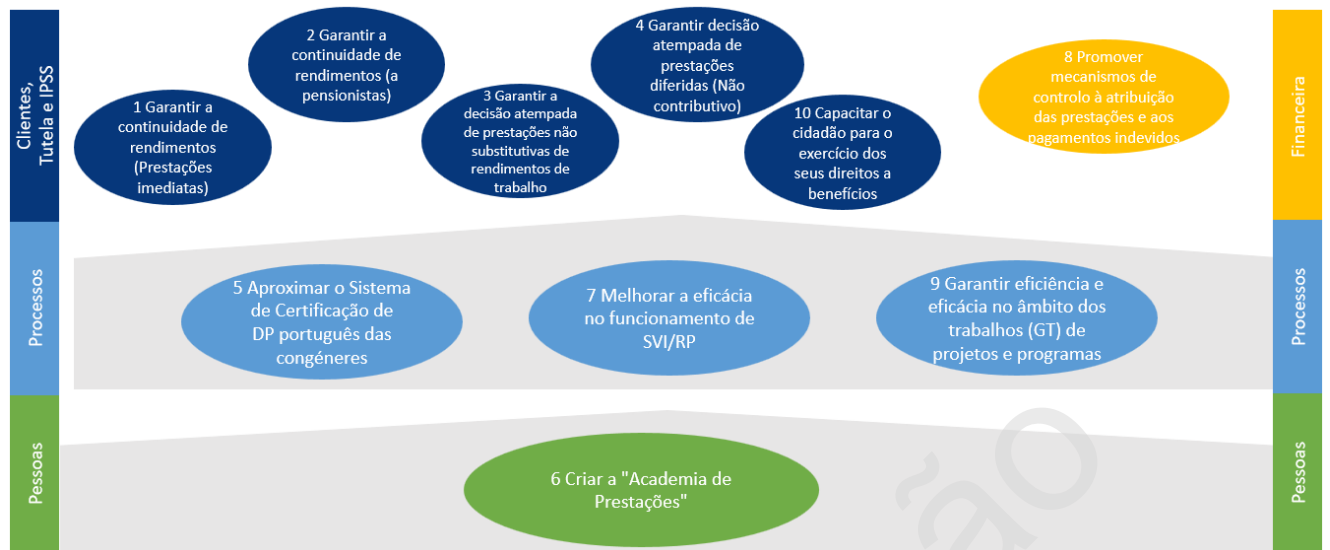 Clientes,
Tutela e IPSS
1 Garantir a
continuidade de
rendimentos
(Prestações
imediatas)
2 Garantir a
continuidade de
rendimentos (a
pensionistas)
3 Garantir a
decisão atempada
de prestações não
substitutivas de
rendimentos de
trabalho
4 Garantir decisão
atempada de
prestações
diferidas (Não
contributivo)
10 Capacitar o
cidadão para o
exercício dos
seus direitos a
benefícios
8 Promover
mecanismos de
controlo à atribuição
das prestações e aos
pagamentos indevidos
Financeira
Processos
5 Aproximar o Sistema
de Certificação de
DP português das
congéneres
7 Melhorar a eficácia
no funcionamento de
SVI/RP
9 Garantir eficiência e
eficácia no âmbito dos
trabalhos (GT) de
projetos e programas
Processos
Pessoas
6 Criar a "Academia de
Prestações"
Pessoas
ão